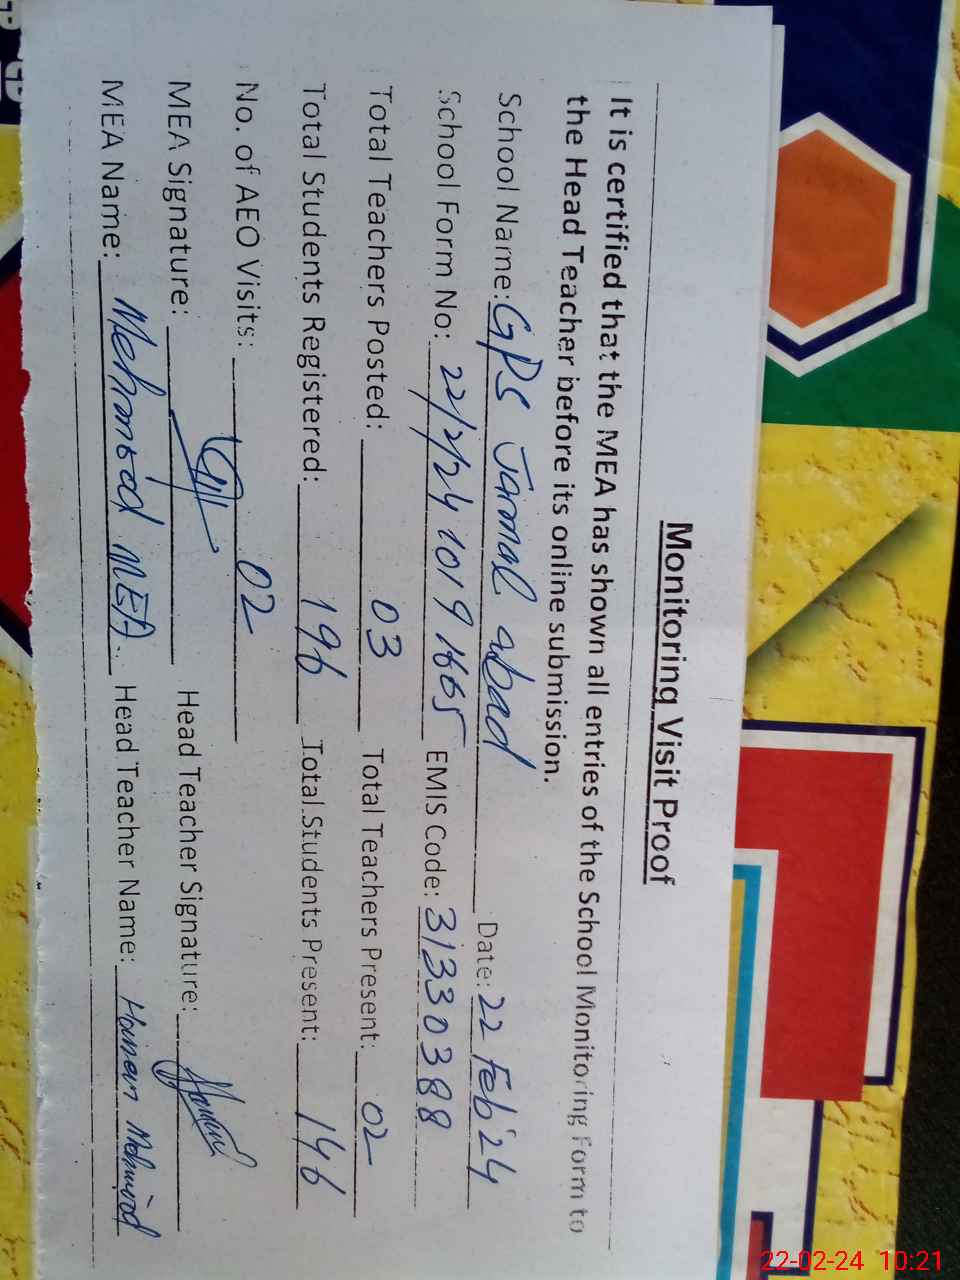 Monitoring Visit Proof
It is certified that the MEA has shown all entries of the School Monitoring Form to
the Head Teacher before its online submission.
School Name: GPS Jamal abad Date: 22 Feb'24
School Form No: 22/2/24 1019 1665 EMIS Code: 31330388
Total Teachers Posted: 03 Total Teachers Present: 02
Total Students Registered: 196 Total Students Present: 146
No. of AEO Visits: 02
MEA Signature: Head Teacher Signature:
MEA Name: Mehmood MEA. Head Teacher Name: Mehmood
22-02-24 10:21